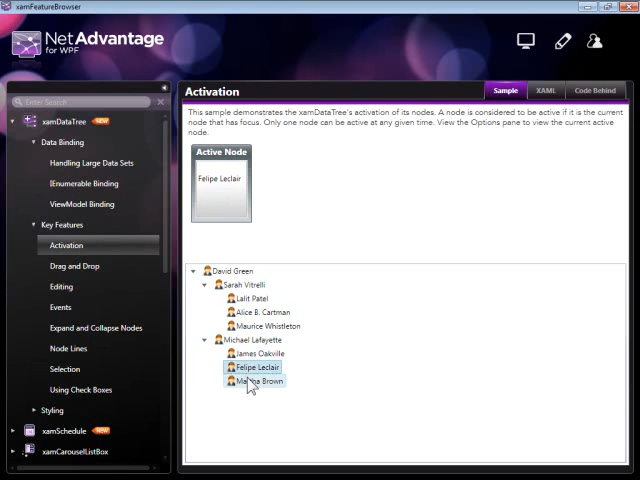 xamFeatureBrowser
NetAdvantage
for WPF
Enter Search
xamDataTree NEW
Data Binding
Handling Large Data Sets
IEnumerable Binding
ViewModel Binding
Key Features
Activation
Drag and Drop
Editing
Events
Expand and Collapse Nodes
Node Lines
Selection
Using Check Boxes
Styling
xamSchedule NEW
xamCarouselListBox
Activation
Sample XAML Code Behind
This sample demonstrates the xamDataTree's activation of its nodes. A node is considered to be active if it is the current
node that has focus. Only one node can be active at any given time. View the Options pane to view the current active
node.
Active Node
Felipe Leclair
David Green
Sarah Vitrelli
Lalit Patel
Alice B. Cartman
Maurice Whistleton
Michael Lafayette
James Oakville
Felipe Leclair
Brown